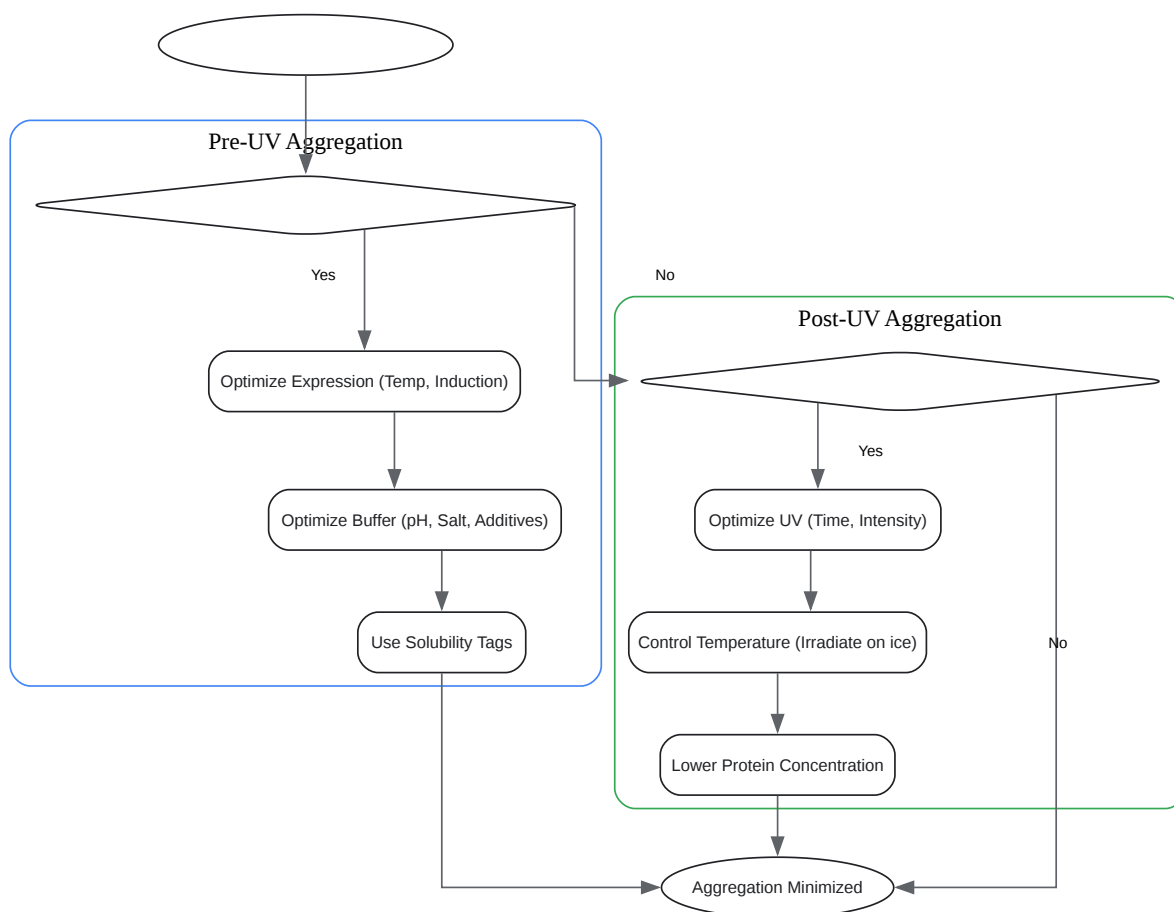 Pre-UV Aggregation
Yes
No
Post-UV Aggregation
Optimize Expression (Temp, Induction)
Yes
Optimize Buffer (pH, Salt, Additives)
Optimize UV (Time, Intensity)
Use Solubility Tags
Control Temperature (Irradiate on ice)
No
Lower Protein Concentration
Aggregation Minimized